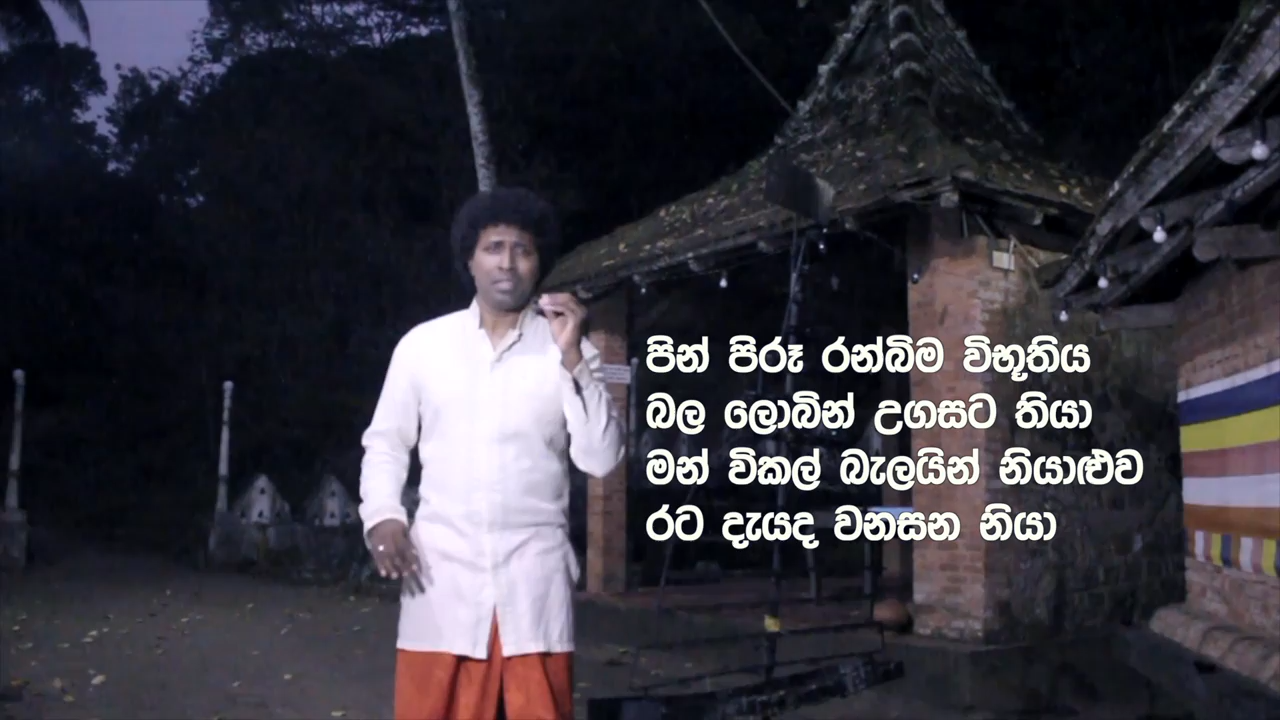 පින් පිරූ රන්බිම විභූතිය
බල ලොබින් උගසට තියා
මන් විකල් බැලයින් නියාළුව
රට දැයද වනසන නියා